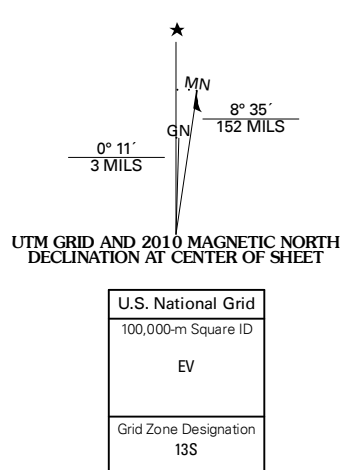 ★
MN
8° 35´
152 MILS
GN
0° 11´
3 MILS
UTM GRID AND 2010 MAGNETIC NORTH
DECLINATION AT CENTER OF SHEET
U.S. National Grid
100,000-m Square ID
EV
Grid Zone Designation
13S